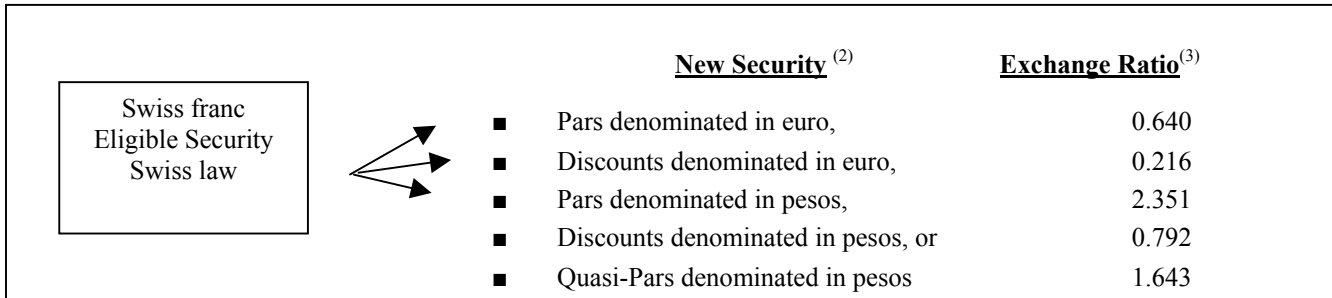 New Security (2) Exchange Ratio(3)
Swiss franc
Eligible Security
Swiss law
■ Pars denominated in euro, 0.640
■ Discounts denominated in euro, 0.216
■ Pars denominated in pesos, 2.351
■ Discounts denominated in pesos, or 0.792
■ Quasi-Pars denominated in pesos 1.643